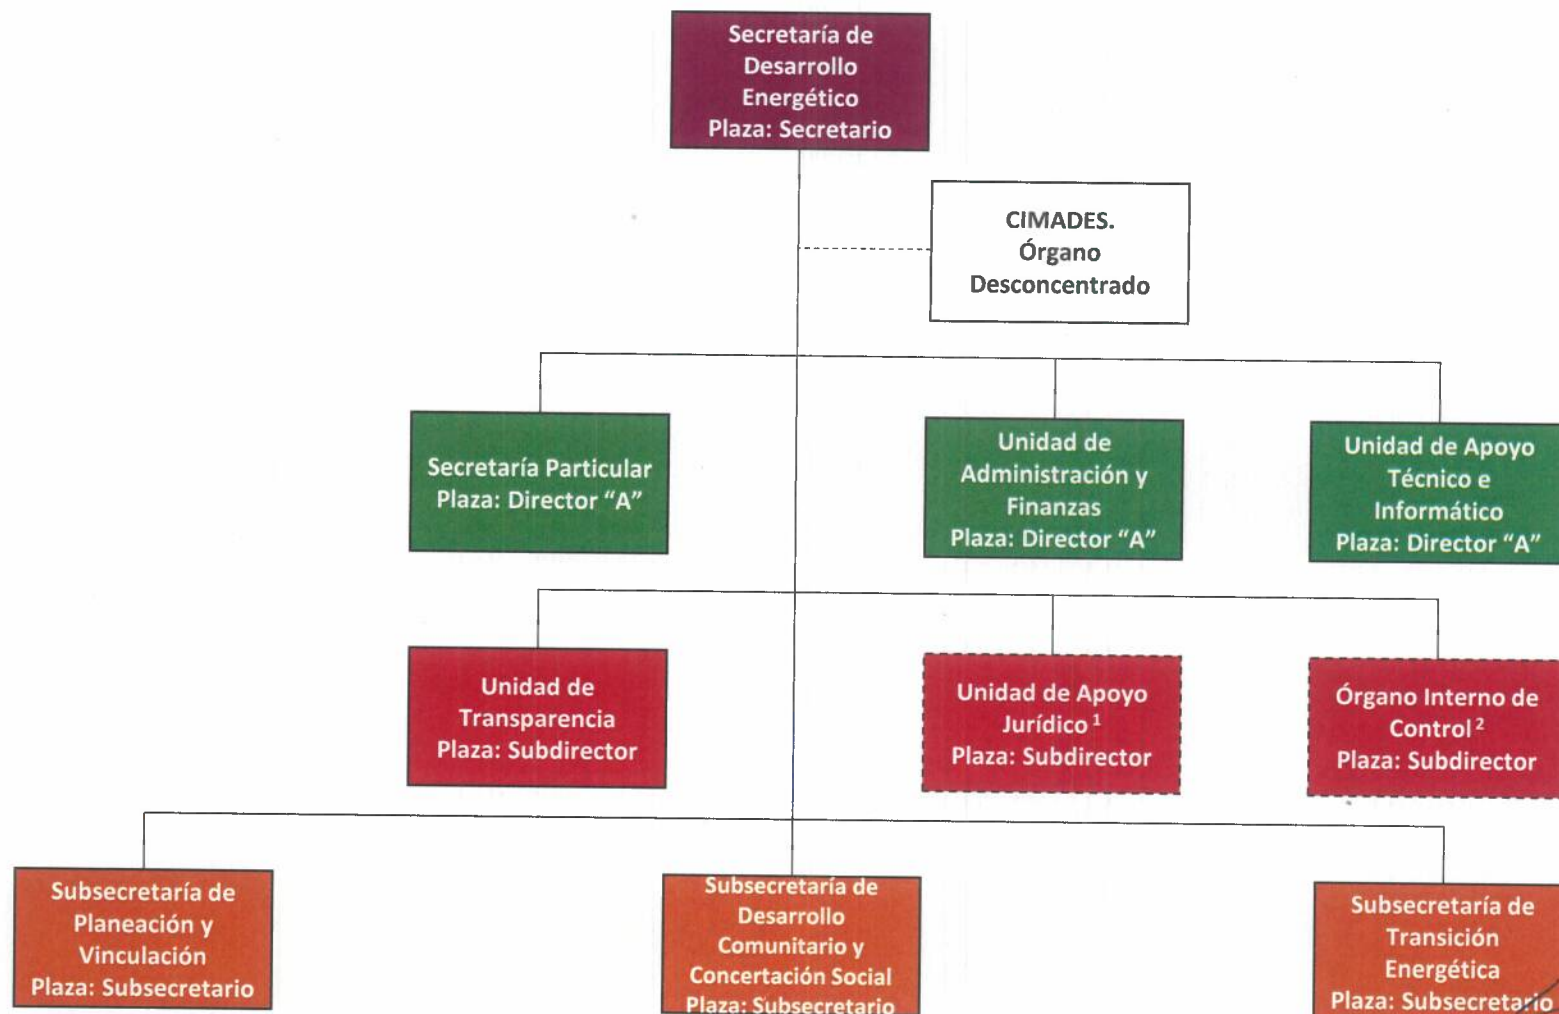 Secretaría de
Desarrollo
Energético
Plaza: Secretario
CIMADES.
Órgano
Desconcentrado
Secretaría Particular
Plaza: Director “A”
Unidad de
Administración y
Finanzas
Plaza: Director “A”
Unidad de Apoyo
Técnico e
Informático
Plaza: Director “A”
Unidad de
Transparencia
Plaza: Subdirector
Unidad de Apoyo
Jurídico ¹
Plaza: Subdirector
Órgano Interno de
Control ²
Plaza: Subdirector
Subsecretaría de
Planeación y
Vinculación
Plaza: Subsecretario
Subsecretaría de
Desarrollo
Comunitario y
Concertación Social
Plaza: Subsecretario
Subsecretaría de
Transición
Energética
Plaza: Subsecretario